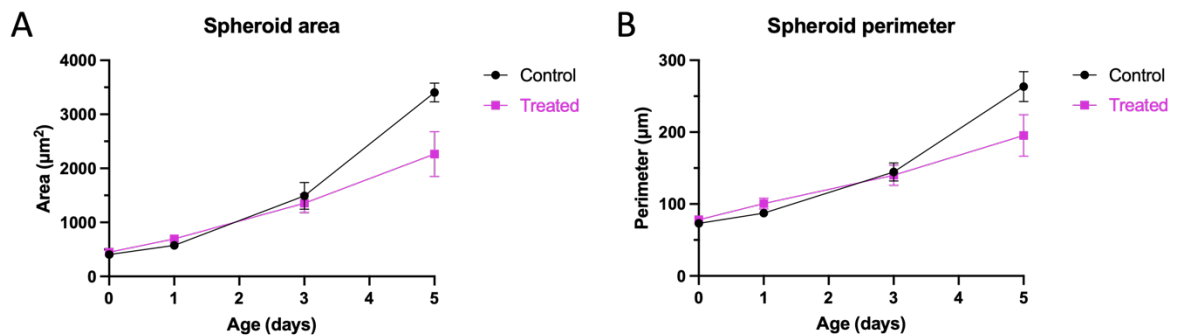 A
Spheroid area
Area (µm²)
4000
3000
2000
1000
0
0 1 2 3 4 5
Age (days)
Control
Treated
B
Spheroid perimeter
Perimeter (µm)
300
200
100
0
0 1 2 3 4 5
Age (days)
Control
Treated